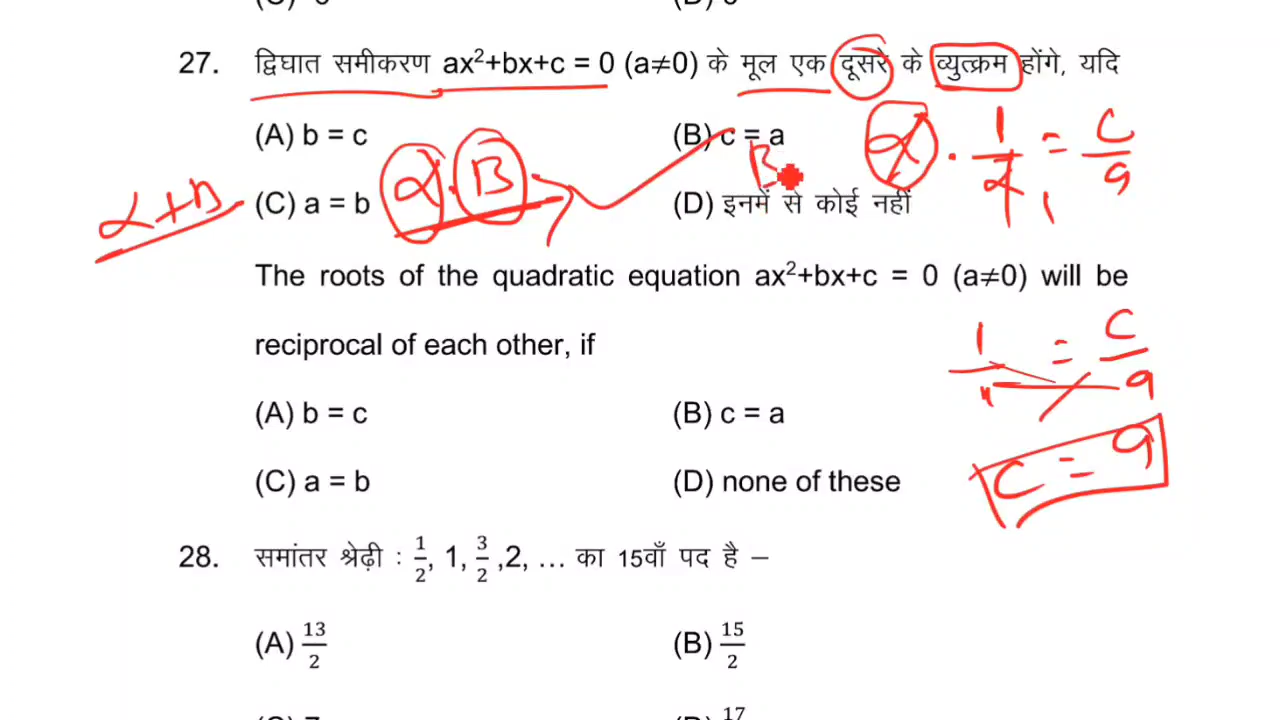 27. द्विघात समीकरण ax²+bx+c = 0 (a≠0) के मूल एक दूसरे के व्युत्क्रम होंगे, यदि
(A) b = c (B) c = a
α . 1/α = c/a
α . B
B
α + B
(C) a = b (D) इनमें से कोई नहीं
The roots of the quadratic equation ax²+bx+c = 0 (a≠0) will be
reciprocal of each other, if
1 = c/a
(A) b = c (B) c = a
c = a
(C) a = b (D) none of these
28. समांतर श्रेढ़ी : 1/2, 1, 3/2 ,2, ... का 15वाँ पद है –
(A) 13/2 (B) 15/2
17